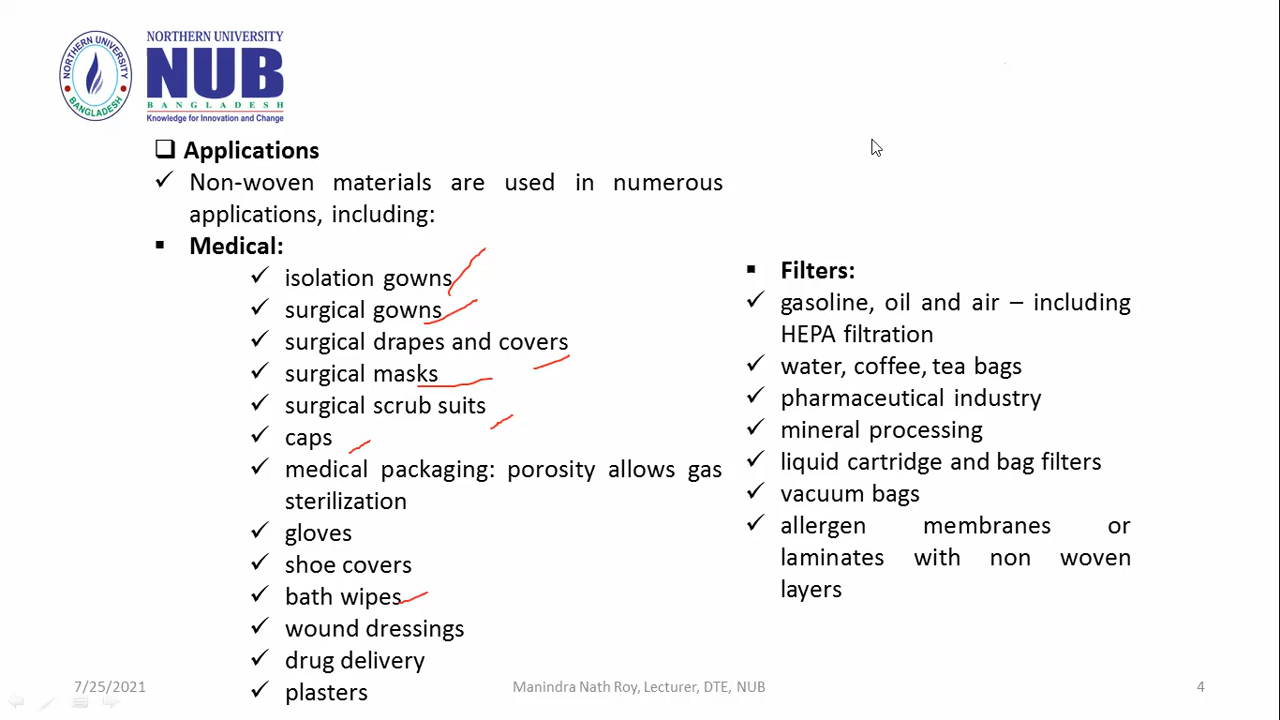 NORTHERN UNIVERSITY
BANGLADESH
NORTHERN UNIVERSITY
NUB
BANGLADESH
Knowledge for Innovation and Change
Applications
Non-woven materials are used in numerous
applications, including:
Medical:
isolation gowns
surgical gowns
surgical drapes and covers
surgical masks
surgical scrub suits
caps
medical packaging: porosity allows gas
sterilization
gloves
shoe covers
bath wipes
wound dressings
drug delivery
plasters
Filters:
gasoline, oil and air – including
HEPA filtration
water, coffee, tea bags
pharmaceutical industry
mineral processing
liquid cartridge and bag filters
vacuum bags
allergen membranes or
laminates with non woven
layers
7/25/2021
Manindra Nath Roy, Lecturer, DTE, NUB
4